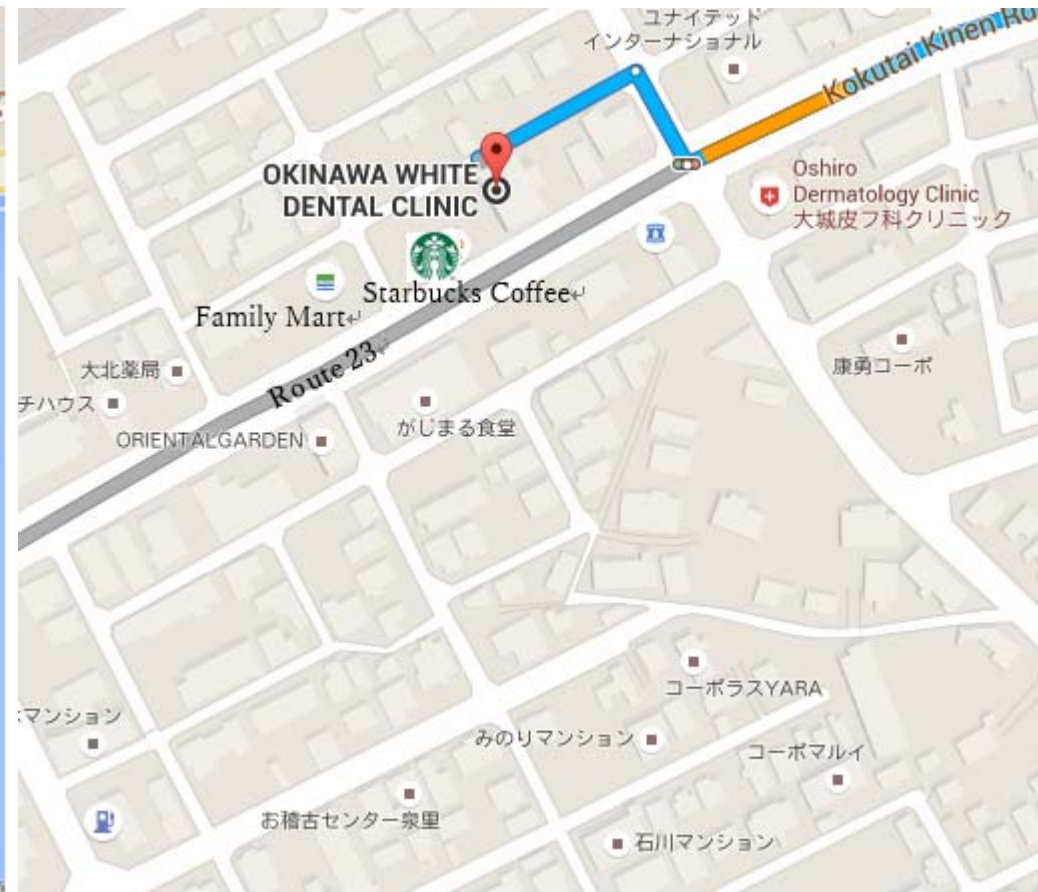 ユナイテッド
インターナショナル
Kokutai Kinen Rd
OKINAWA WHITE
DENTAL CLINIC
Oshiro
Dermatology Clinic
大城皮フ科クリニック
Starbucks Coffee
Family Mart
Route 23
大北薬局
チハウス
康勇コーポ
がじまる食堂
ORIENTALGARDEN
コーポラスYARA
マンション
みのりマンション
コーポマルイ
お稽古センター泉里
石川マンション